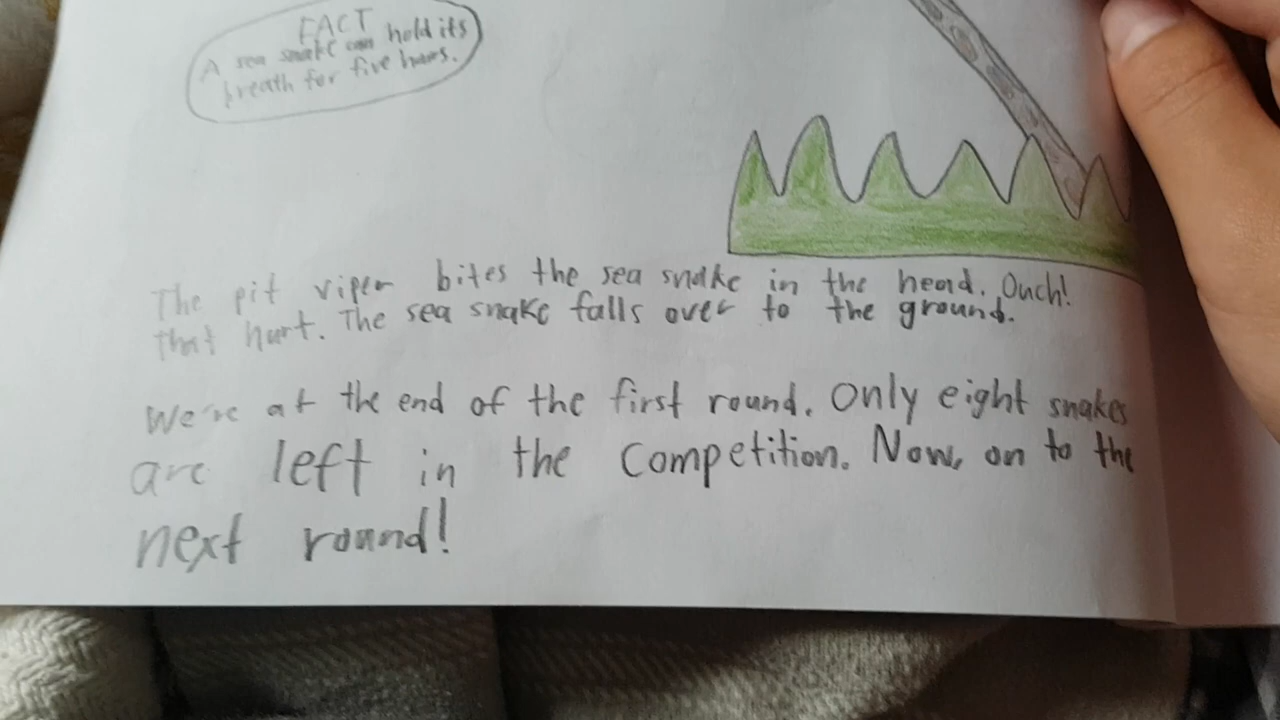 FACT
A sea snake can hold its
breath for five hours.
The pit viper bites the sea snake in the head. Ouch!
That hurt. The sea snake falls over to the ground.
We're at the end of the first round. Only eight snakes
are left in the competition. Now, on to the
next round!